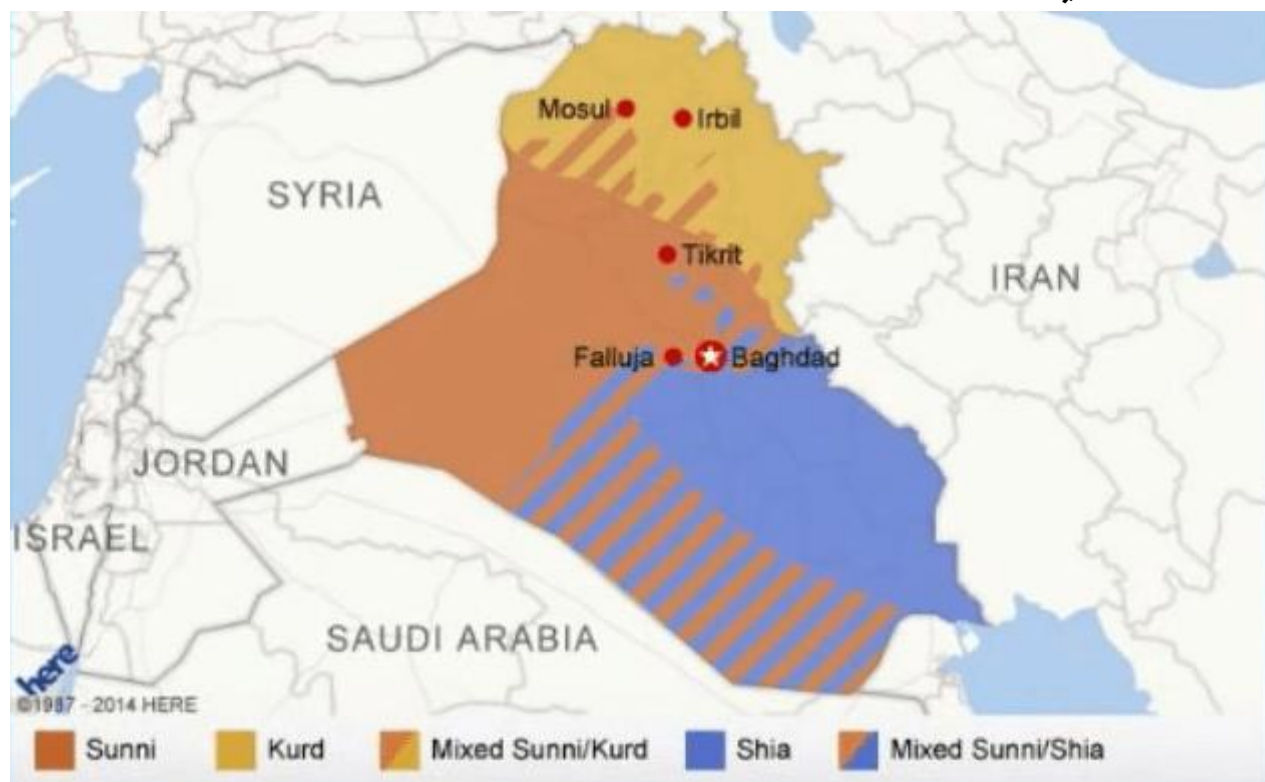 Mosul
Irbil
SYRIA
Tikrit
IRAN
Falluja
Baghdad
JORDAN
ISRAEL
SAUDI ARABIA
here
©1987 - 2014 HERE
Sunni
Kurd
Mixed Sunni/Kurd
Shia
Mixed Sunni/Shia